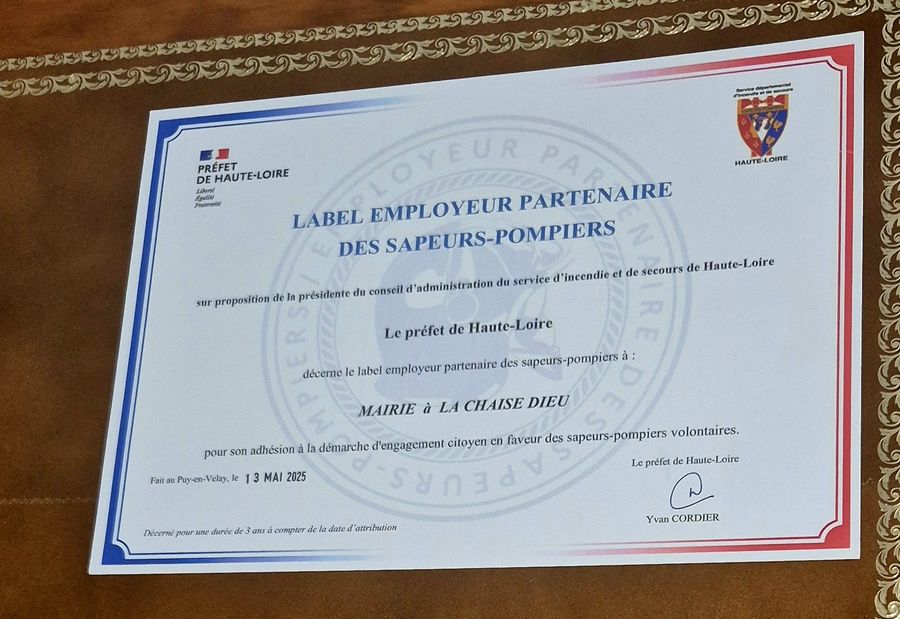 Service départemental
d'incendie et de secours
HAUTE-LOIRE
PRÉFET
DE HAUTE-LOIRE
Liberté
Égalité
Fraternité
LABEL EMPLOYEUR PARTENAIRE
DES SAPEURS-POMPIERS
sur proposition de la présidente du conseil d'administration du service d'incendie et de secours de Haute-Loire
Le préfet de Haute-Loire
décerne le label employeur partenaire des sapeurs-pompiers à :
MAIRIE à LA CHAISE DIEU
pour son adhésion à la démarche d'engagement citoyen en faveur des sapeurs-pompiers volontaires.
Fait au Puy-en-Velay, le 13 MAI 2025
Le préfet de Haute-Loire
Yvan CORDIER
Décerné pour une durée de 3 ans à compter de la date d'attribution
EMPLOYEUR PARTENAIRE DES SAPEURS-POMPIERS